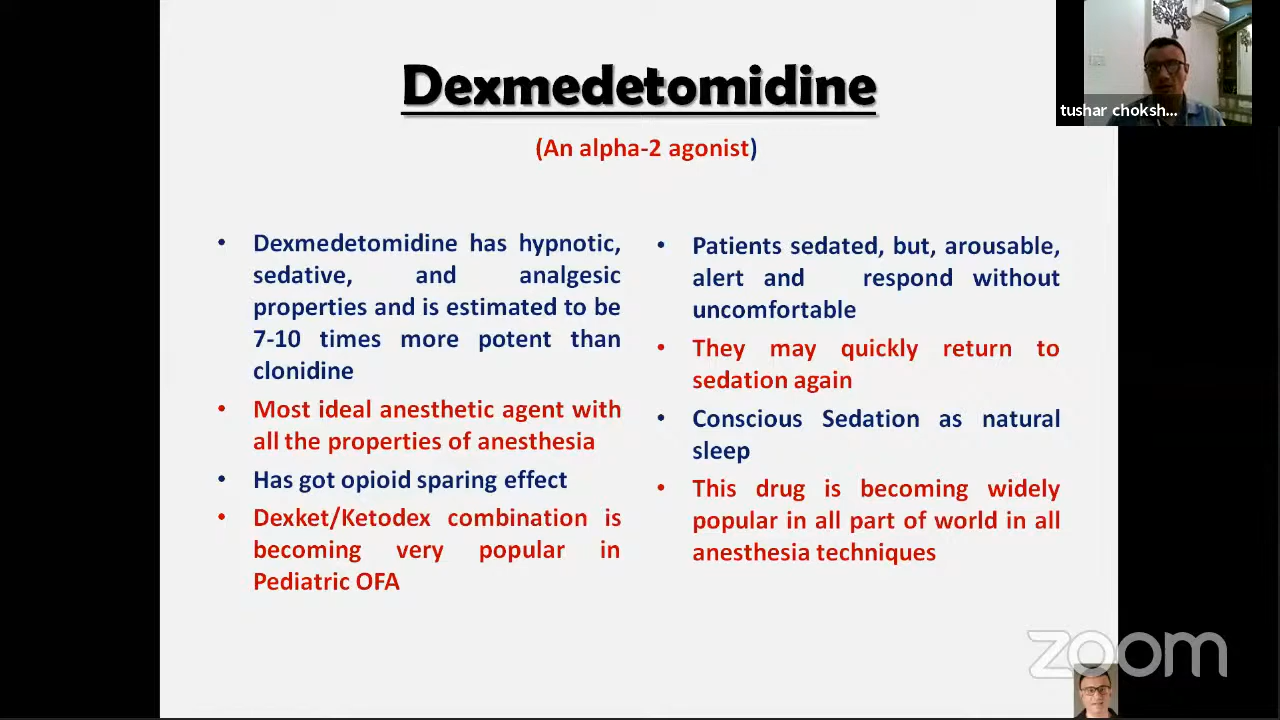 Dexmedetomidine
(An alpha-2 agonist)
tushar choksh...
• Dexmedetomidine has hypnotic,
sedative, and analgesic
properties and is estimated to be
7-10 times more potent than
clonidine
• Most ideal anesthetic agent with
all the properties of anesthesia
• Has got opioid sparing effect
• Dexket/Ketodex combination is
becoming very popular in
Pediatric OFA
• Patients sedated, but, arousable,
alert and respond without
uncomfortable
• They may quickly return to
sedation again
• Conscious Sedation as natural
sleep
• This drug is becoming widely
popular in all part of world in all
anesthesia techniques
zoom